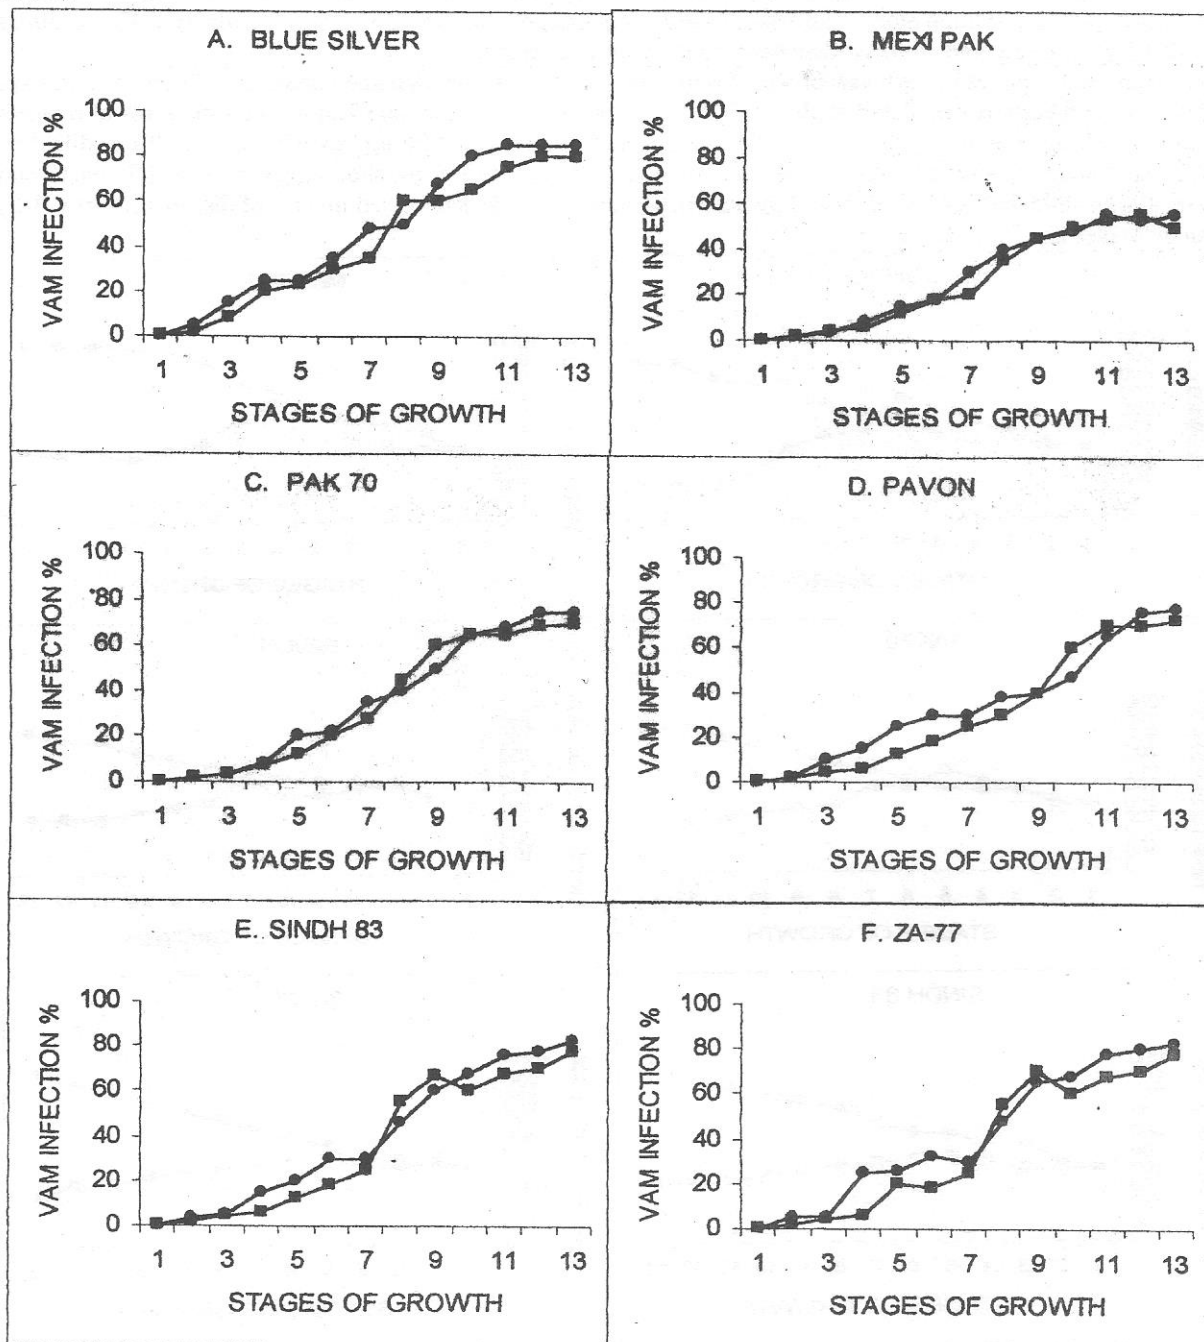 A. BLUE SILVER
100
80
60
40
20
0
VAM INFECTION %
1 3 5 7 9 11 13
STAGES OF GROWTH
B. MEXI PAK
100
80
60
40
20
0
VAM INFECTION %
1 3 5 7 9 11 13
STAGES OF GROWTH
C. PAK 70
100
80
60
40
20
0
VAM INFECTION %
1 3 5 7 9 11 13
STAGES OF GROWTH
D. PAVON
100
80
60
40
20
0
VAM INFECTION %
1 3 5 7 9 11 13
STAGES OF GROWTH
E. SINDH 83
100
80
60
40
20
0
VAM INFECTION %
1 3 5 7 9 11 13
STAGES OF GROWTH
F. ZA-77
100
80
60
40
20
0
VAM INFECTION %
1 3 5 7 9 11 13
STAGES OF GROWTH